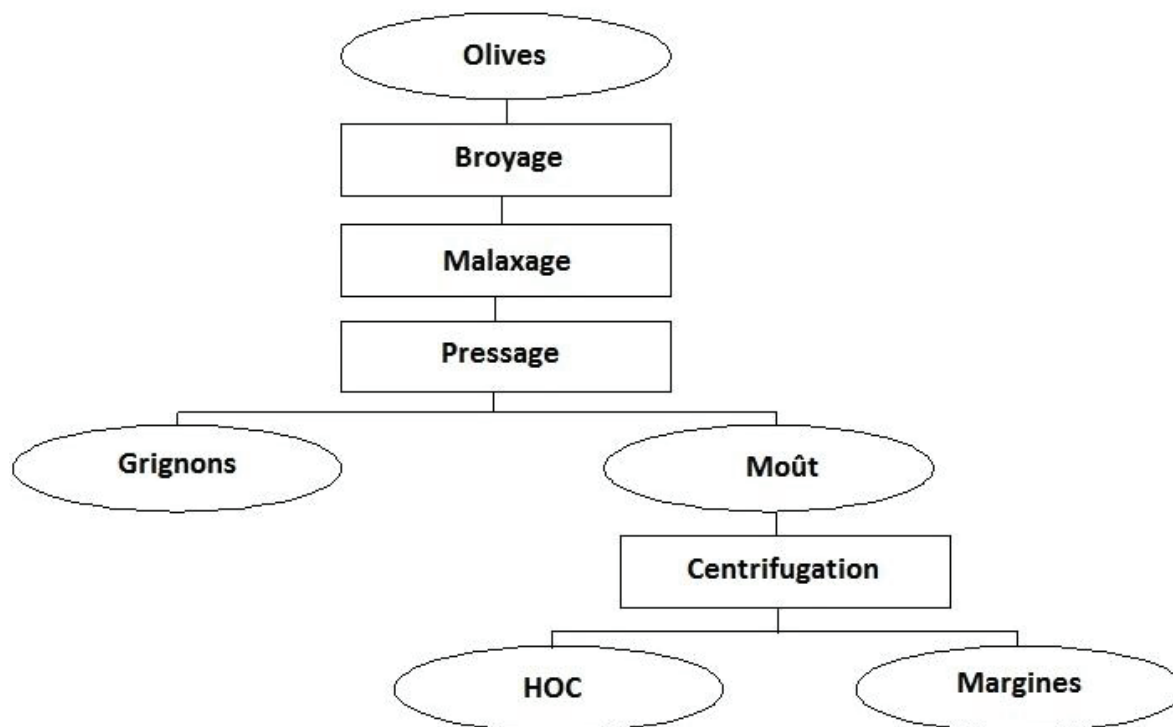 Olives
Broyage
Malaxage
Pressage
Grignons
Moût
Centrifugation
HOC
Margines